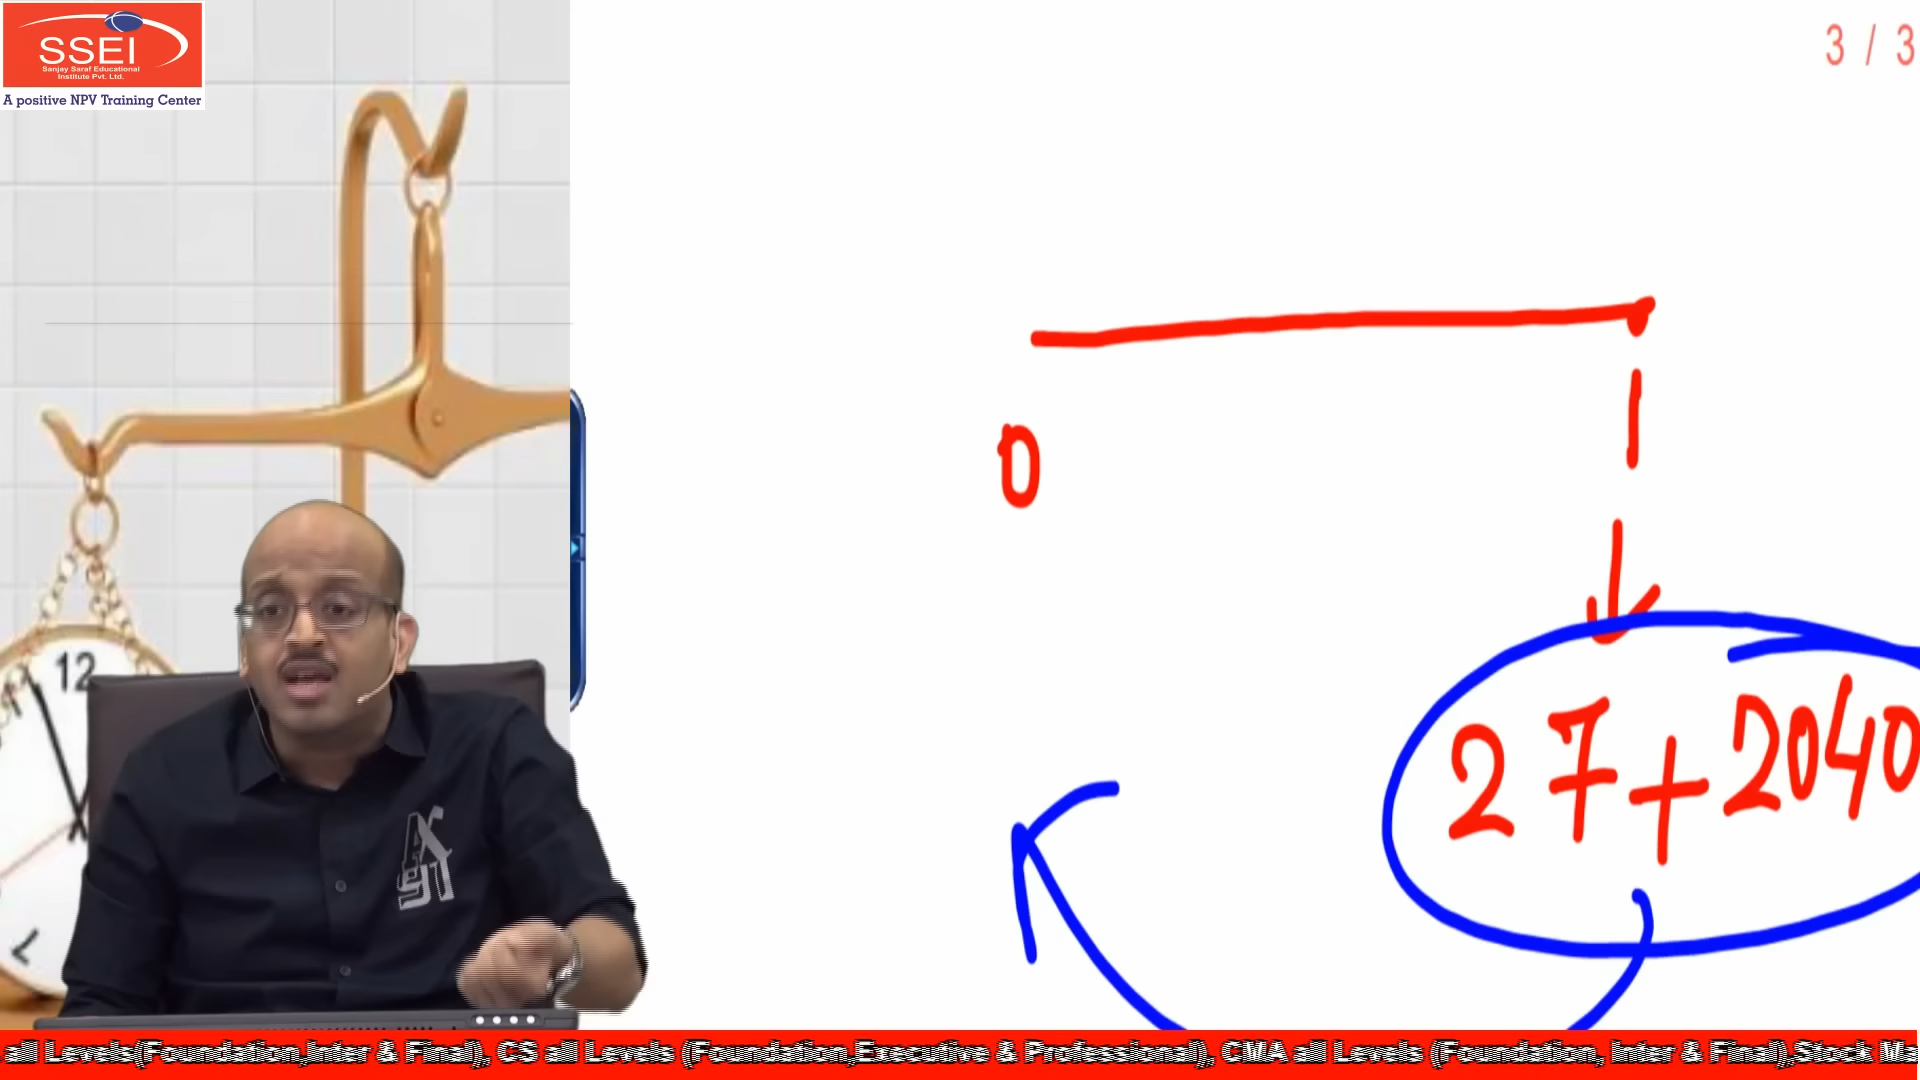 SSEI
Sanjay Saraf Educational
Institute Pvt. Ltd.
A positive NPV Training Center
3 / 3
0
1
27+2040
12
all Levels(Foundation,Inter & Final), CS all Levels (Foundation,Executive & Professional), CMA all Levels (Foundation, Inter & Final),Stock Ma